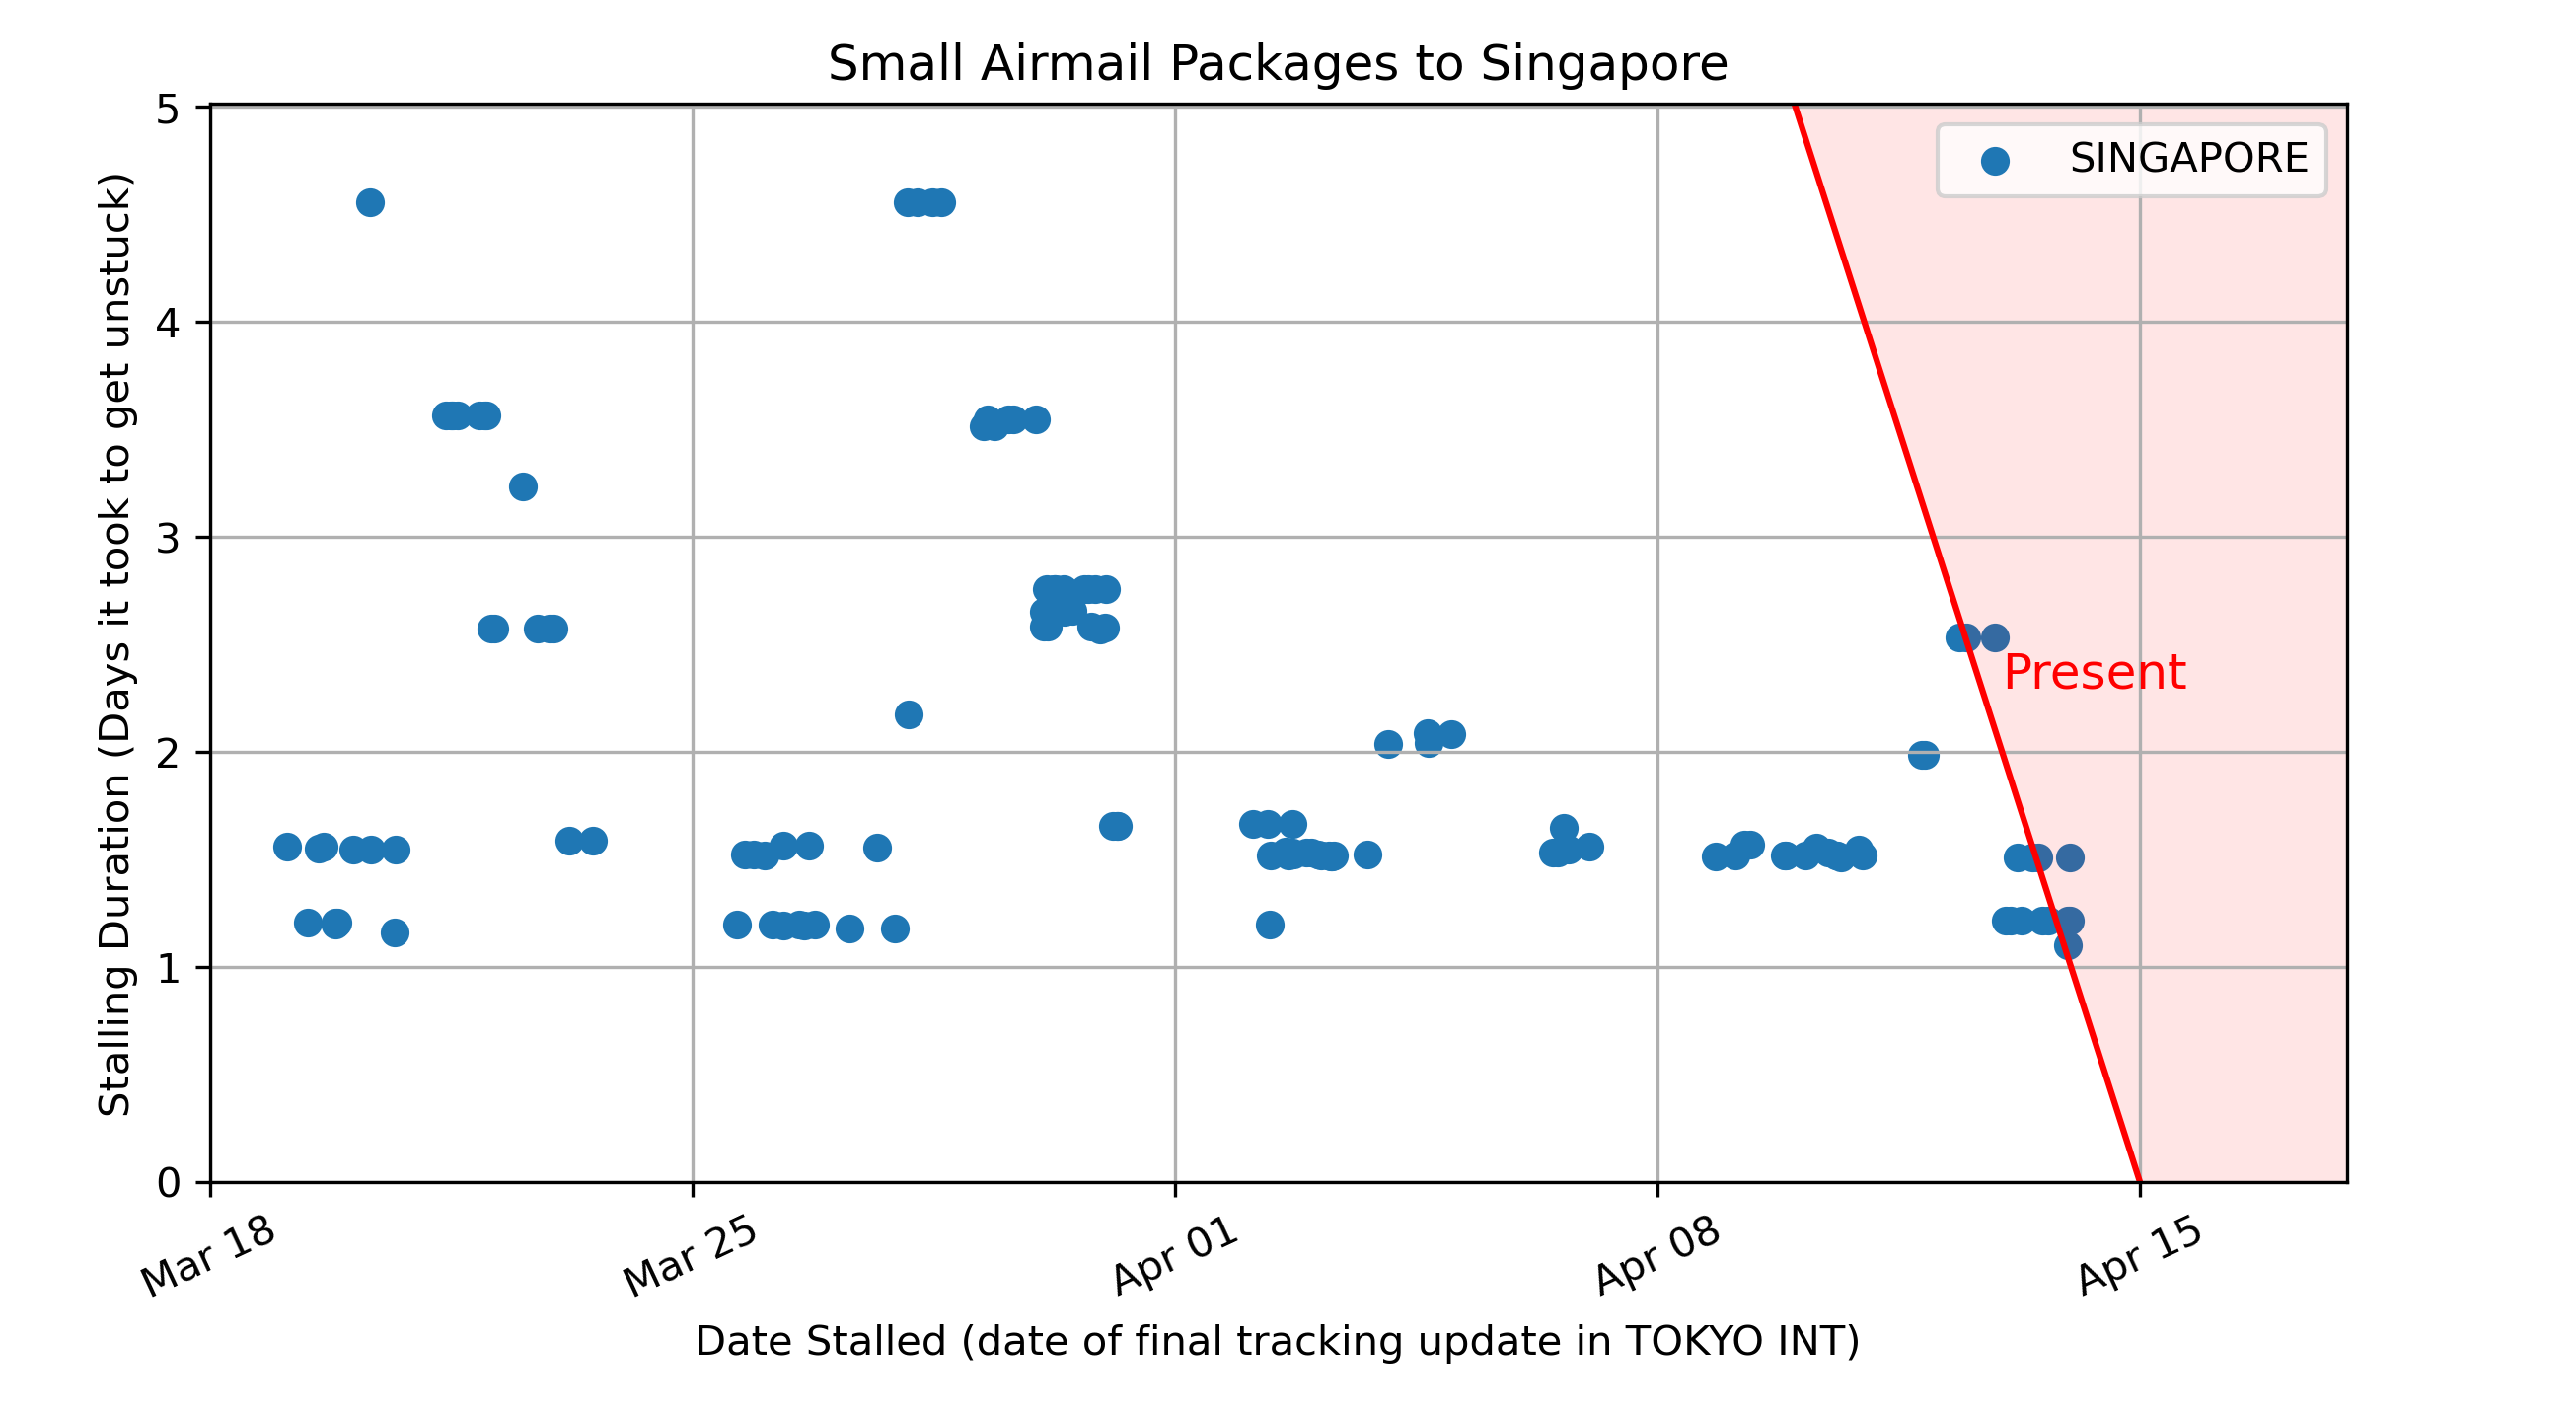 Small Airmail Packages to Singapore
SINGAPORE
Stalling Duration (Days it took to get unstuck)
5
4
3
2
1
0
Present
Mar 18
Mar 25
Apr 01
Apr 08
Apr 15
Date Stalled (date of final tracking update in TOKYO INT)